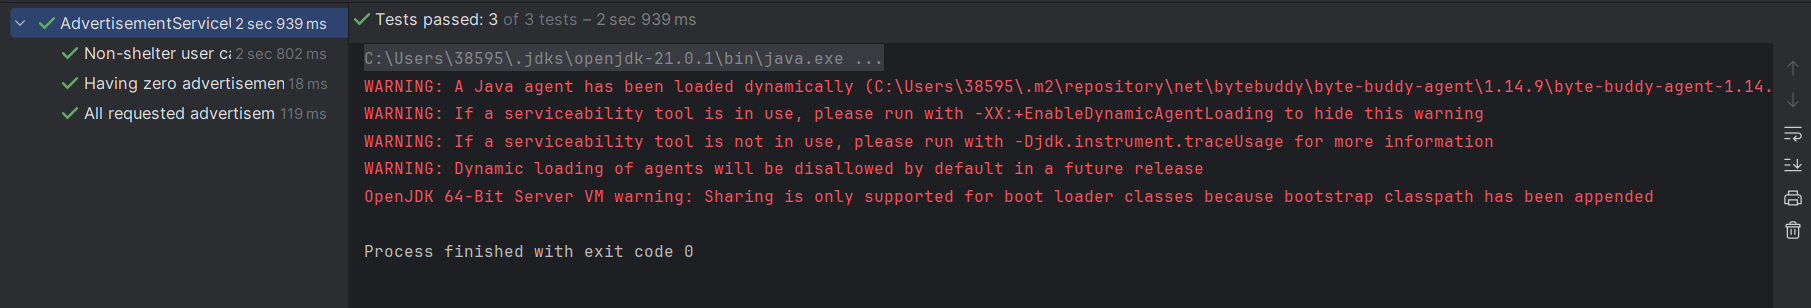 AdvertisementServiceI 2 sec 939 ms
Non-shelter user ca 2 sec 802 ms
Having zero advertisemen 18 ms
All requested advertisem 119 ms
Tests passed: 3 of 3 tests – 2 sec 939 ms
C:\Users\38595\.jdks\openjdk-21.0.1\bin\java.exe ...
WARNING: A Java agent has been loaded dynamically (C:\Users\38595\.m2\repository\net\bytebuddy\byte-buddy-agent\1.14.9\byte-buddy-agent-1.14.
WARNING: If a serviceability tool is in use, please run with -XX:+EnableDynamicAgentLoading to hide this warning
WARNING: If a serviceability tool is not in use, please run with -Djdk.instrument.traceUsage for more information
WARNING: Dynamic loading of agents will be disallowed by default in a future release
OpenJDK 64-Bit Server VM warning: Sharing is only supported for boot loader classes because bootstrap classpath has been appended
Process finished with exit code 0